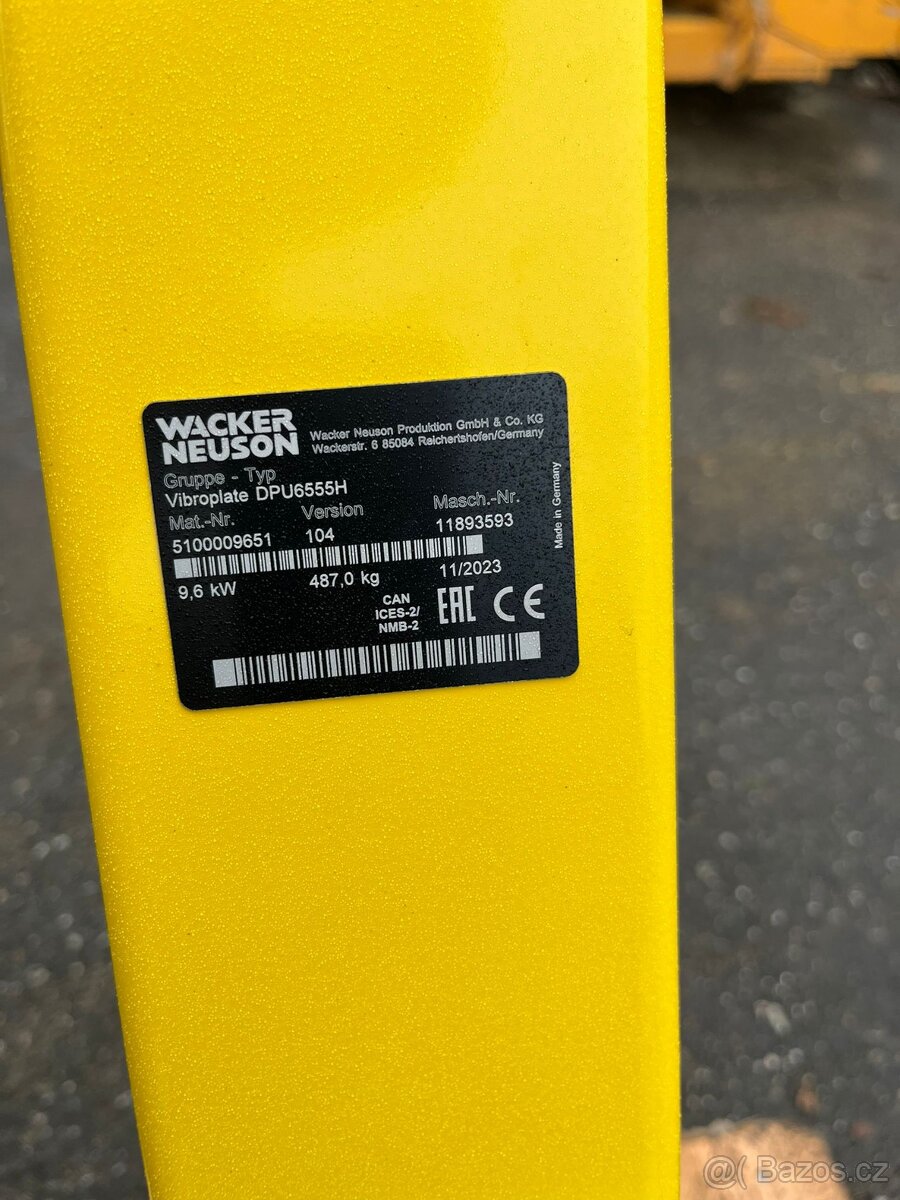 WACKER
NEUSON
Wacker Neuson Produktion GmbH & Co. KG
Wackerstr. 6 85084 Reichertshofen/Germany
Gruppe - Typ
Vibroplate DPU6555H
Mat.-Nr. Version Masch.-Nr.
5100009651 104 11893593
9,6 kW 487,0 kg 11/2023
CAN
ICES-2/
NMB-2
EAC CE
Made in Germany
@ Bazos.cz